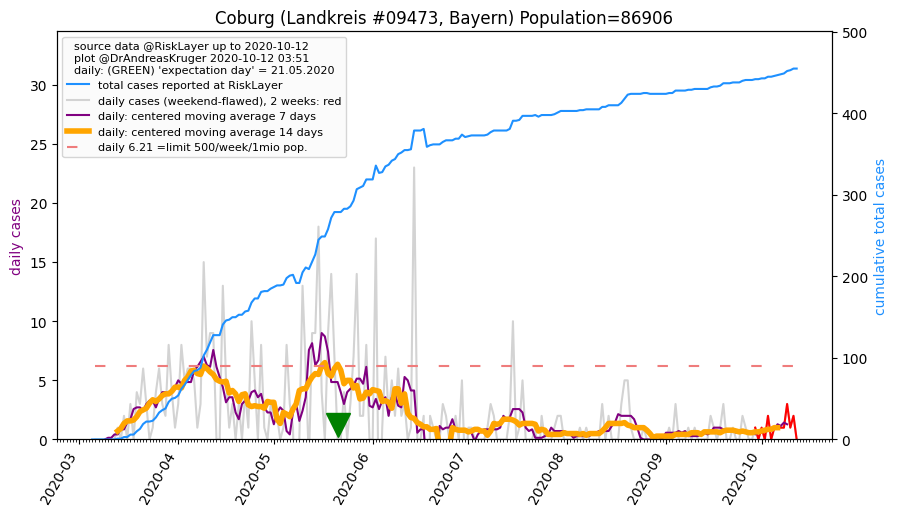 Coburg (Landkreis #09473, Bayern) Population=86906
source data @RiskLayer up to 2020-10-12
plot @DrAndreasKruger 2020-10-12 03:51
daily: (GREEN) 'expectation day' = 21.05.2020
total cases reported at RiskLayer
daily cases (weekend-flawed), 2 weeks: red
daily: centered moving average 7 days
daily: centered moving average 14 days
daily 6.21 =limit 500/week/1mio pop.
daily cases
30
25
20
15
10
5
0
cumulative total cases
500
400
300
200
100
0
2020-03
2020-04
2020-05
2020-06
2020-07
2020-08
2020-09
2020-10